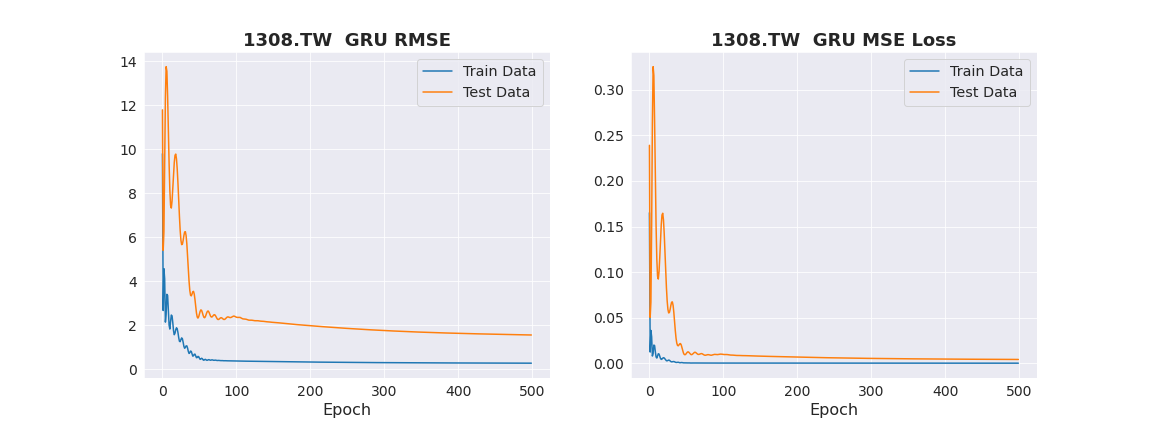 1308.TW  GRU RMSE
14
12
10
8
6
4
2
0
0 100 200 300 400 500
Epoch
Train Data
Test Data
1308.TW  GRU MSE Loss
0.30
0.25
0.20
0.15
0.10
0.05
0.00
0 100 200 300 400 500
Epoch
Train Data
Test Data